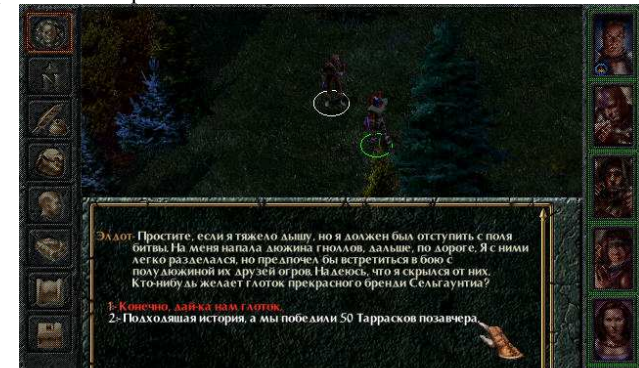 Элдот- Простите, если я тяжело дышу, но я должен был отступить с поля
битвы. На меня напала дюжина гноллов, дальше, по дороге. Я с ними
легко разделался, но предпочел бы встретиться в бою с
полудюжиной их друзей огров. Надеюсь, что я скрылся от них.
Кто-нибудь желает глоток прекрасного бренди Сельгаунтиа?
1:- Конечно, дай-ка нам глоток.
2:- Подходящая история, а мы победили 50 Таррасков позавчера.